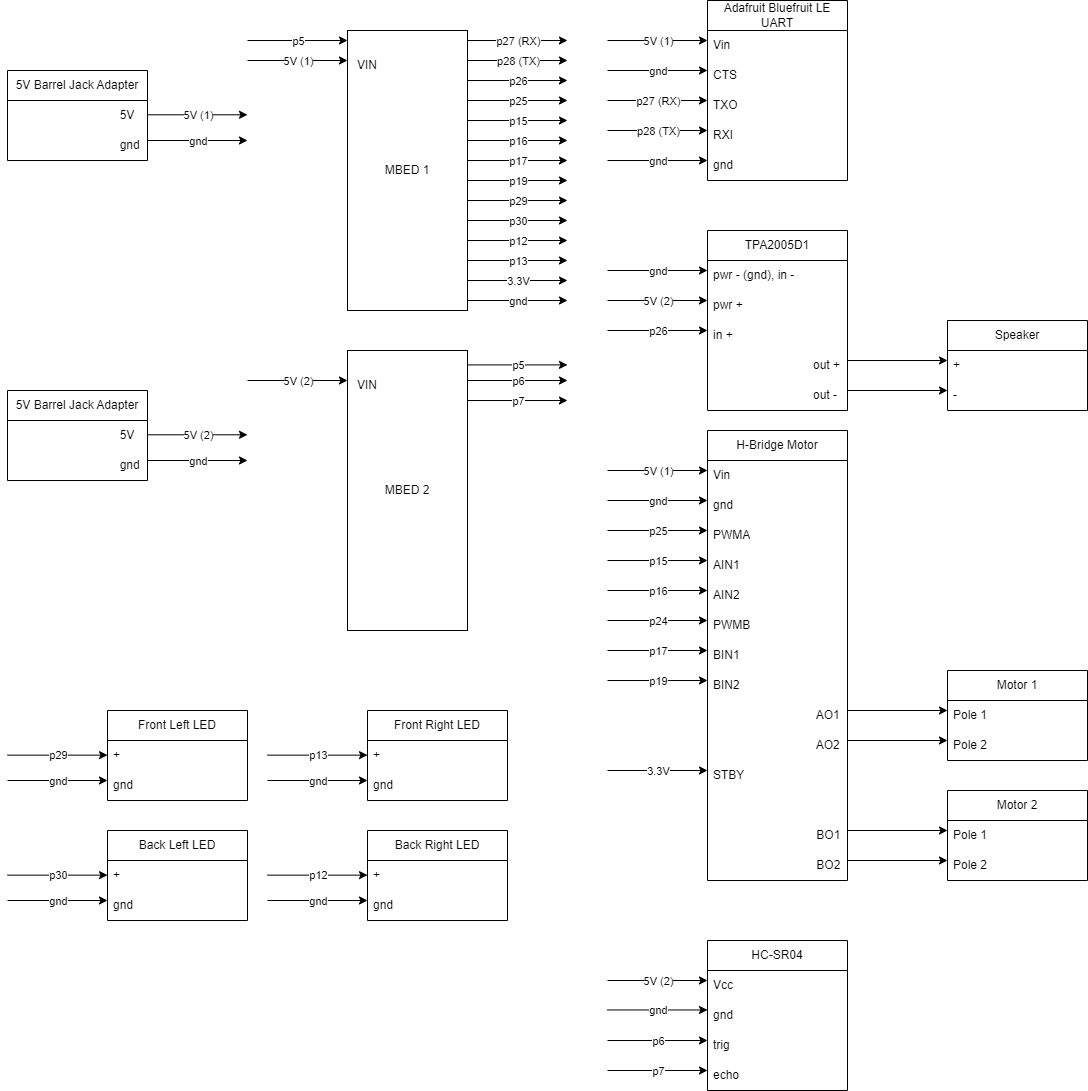 5V Barrel Jack Adapter
5V
gnd
5V (1)
gnd
p5
5V (1)
VIN
MBED 1
p27 (RX)
p28 (TX)
p26
p25
p15
p16
p17
p19
p29
p30
p12
p13
3.3V
gnd
Adafruit Bluefruit LE
UART
5V (1)
Vin
gnd
CTS
p27 (RX)
TXO
p28 (TX)
RXI
gnd
gnd
TPA2005D1
gnd
pwr - (gnd), in -
5V (2)
pwr +
p26
in +
out +
out -
Speaker
+
-
5V Barrel Jack Adapter
5V
gnd
5V (2)
gnd
5V (2)
VIN
MBED 2
p5
p6
p7
H-Bridge Motor
5V (1)
Vin
gnd
gnd
p25
PWMA
p15
AIN1
p16
AIN2
p24
PWMB
p17
BIN1
p19
BIN2
AO1
AO2
3.3V
STBY
BO1
BO2
Motor 1
Pole 1
Pole 2
Motor 2
Pole 1
Pole 2
Front Left LED
p29
+
gnd
gnd
Front Right LED
p13
+
gnd
gnd
Back Left LED
p30
+
gnd
gnd
Back Right LED
p12
+
gnd
gnd
HC-SR04
5V (2)
Vcc
gnd
gnd
p6
trig
p7
echo